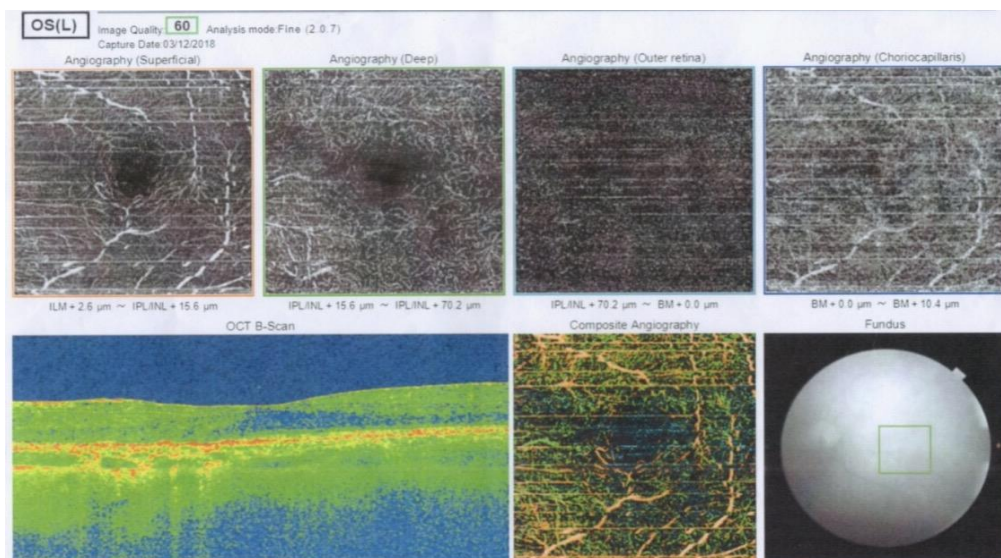 OS(L) Image Quality: 60 Analysis mode:Fine (2.0.7)
Capture Date:03/12/2018
Angiography (Superficial) Angiography (Deep) Angiography (Outer retina) Angiography (Choriocapillaris)
ILM + 2.6 µm ~ IPL/INL + 15.6 µm IPL/INL + 15.6 µm ~ IPL/INL + 70.2 µm IPL/INL + 70.2 µm ~ BM + 0.0 µm BM + 0.0 µm ~ BM + 10.4 µm
OCT B-Scan Composite Angiography Fundus